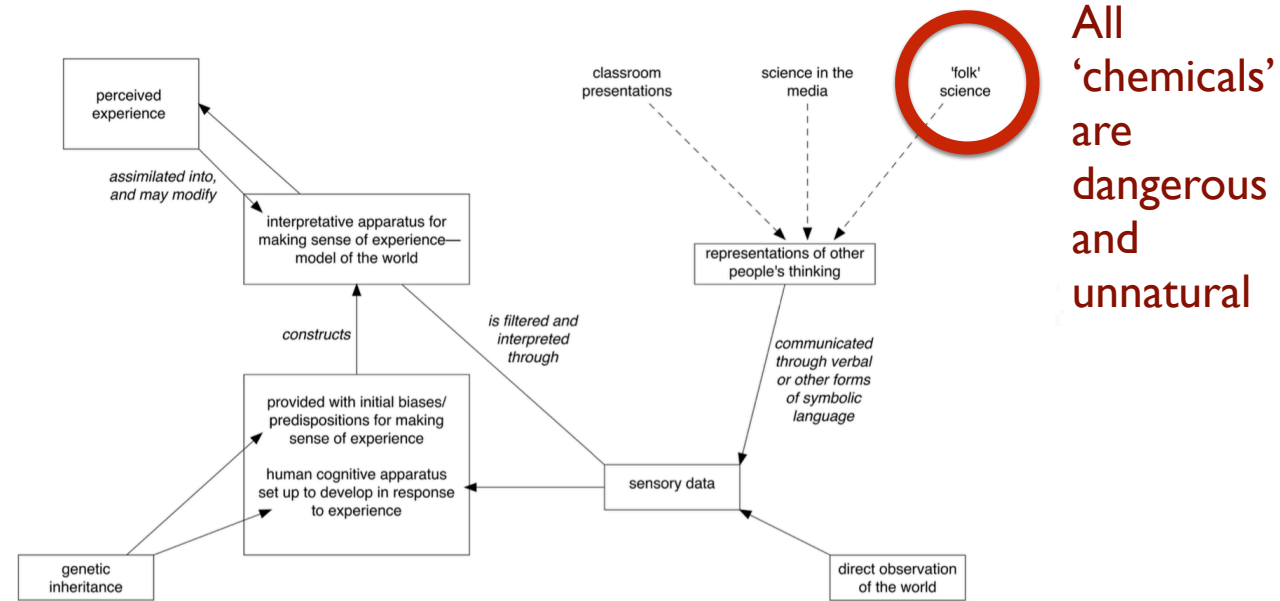 perceived
experience
assimilated into,
and may modify
interpretative apparatus for
making sense of experience—
model of the world
constructs
is filtered and
interpreted
through
provided with initial biases/
predispositions for making
sense of experience
human cognitive apparatus
set up to develop in response
to experience
genetic
inheritance
classroom
presentations
science in the
media
'folk'
science
representations of other
people's thinking
communicated
through verbal
or other forms
of symbolic
language
sensory data
direct observation
of the world
All
‘chemicals’
are
dangerous
and
unnatural